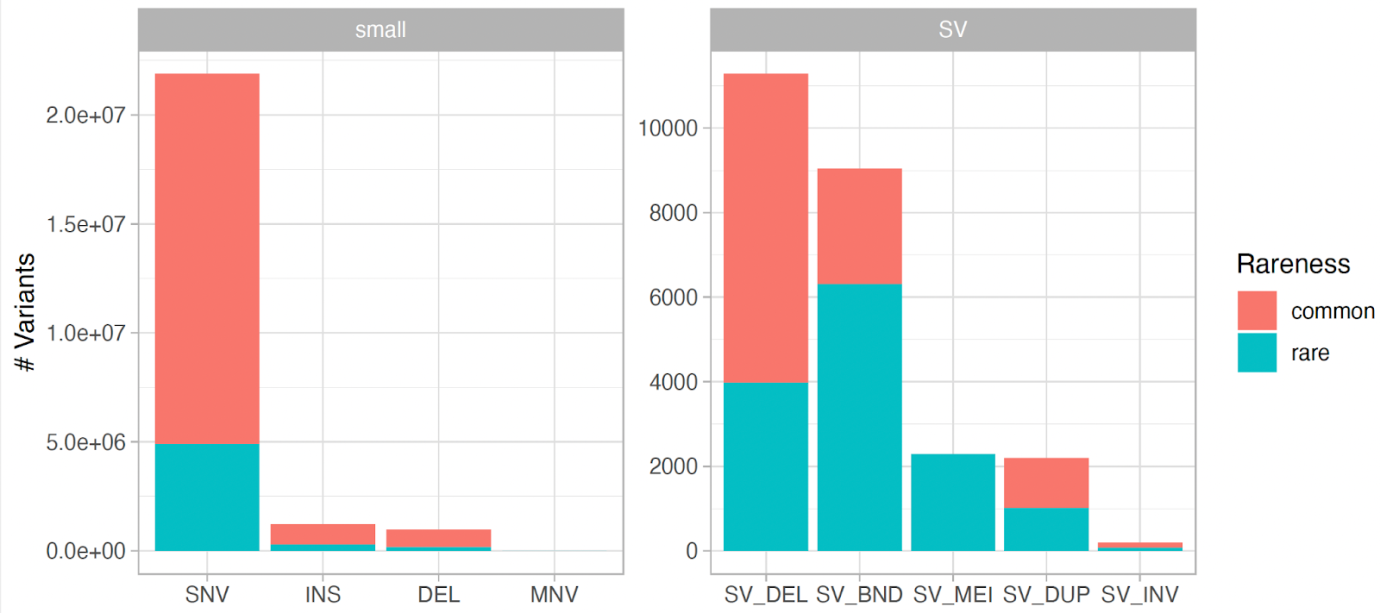 small
SV
# Variants
2.0e+07
1.5e+07
1.0e+07
5.0e+06
0.0e+00
SNV INS DEL MNV
10000
8000
6000
4000
2000
0
SV_DEL SV_BND SV_MEI SV_DUP SV_INV
Rareness
common
rare